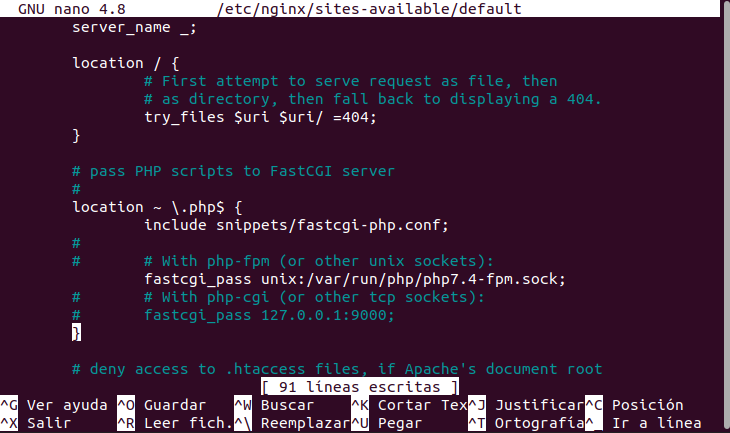 GNU nano 4.8 /etc/nginx/sites-available/default
server_name _;
location / {
# First attempt to serve request as file, then
# as directory, then fall back to displaying a 404.
try_files $uri $uri/ =404;
}
# pass PHP scripts to FastCGI server
#
location ~ \.php$ {
include snippets/fastcgi-php.conf;
#
# # With php-fpm (or other unix sockets):
fastcgi_pass unix:/var/run/php/php7.4-fpm.sock;
# # With php-cgi (or other tcp sockets):
# fastcgi_pass 127.0.0.1:9000;
}
# deny access to .htaccess files, if Apache's document root
[ 91 líneas escritas ]
^G Ver ayuda ^O Guardar ^W Buscar ^K Cortar Tex^J Justificar^C Posición
^X Salir ^R Leer fich.^\ Reemplazar^U Pegar ^T Ortografía^_ Ir a línea